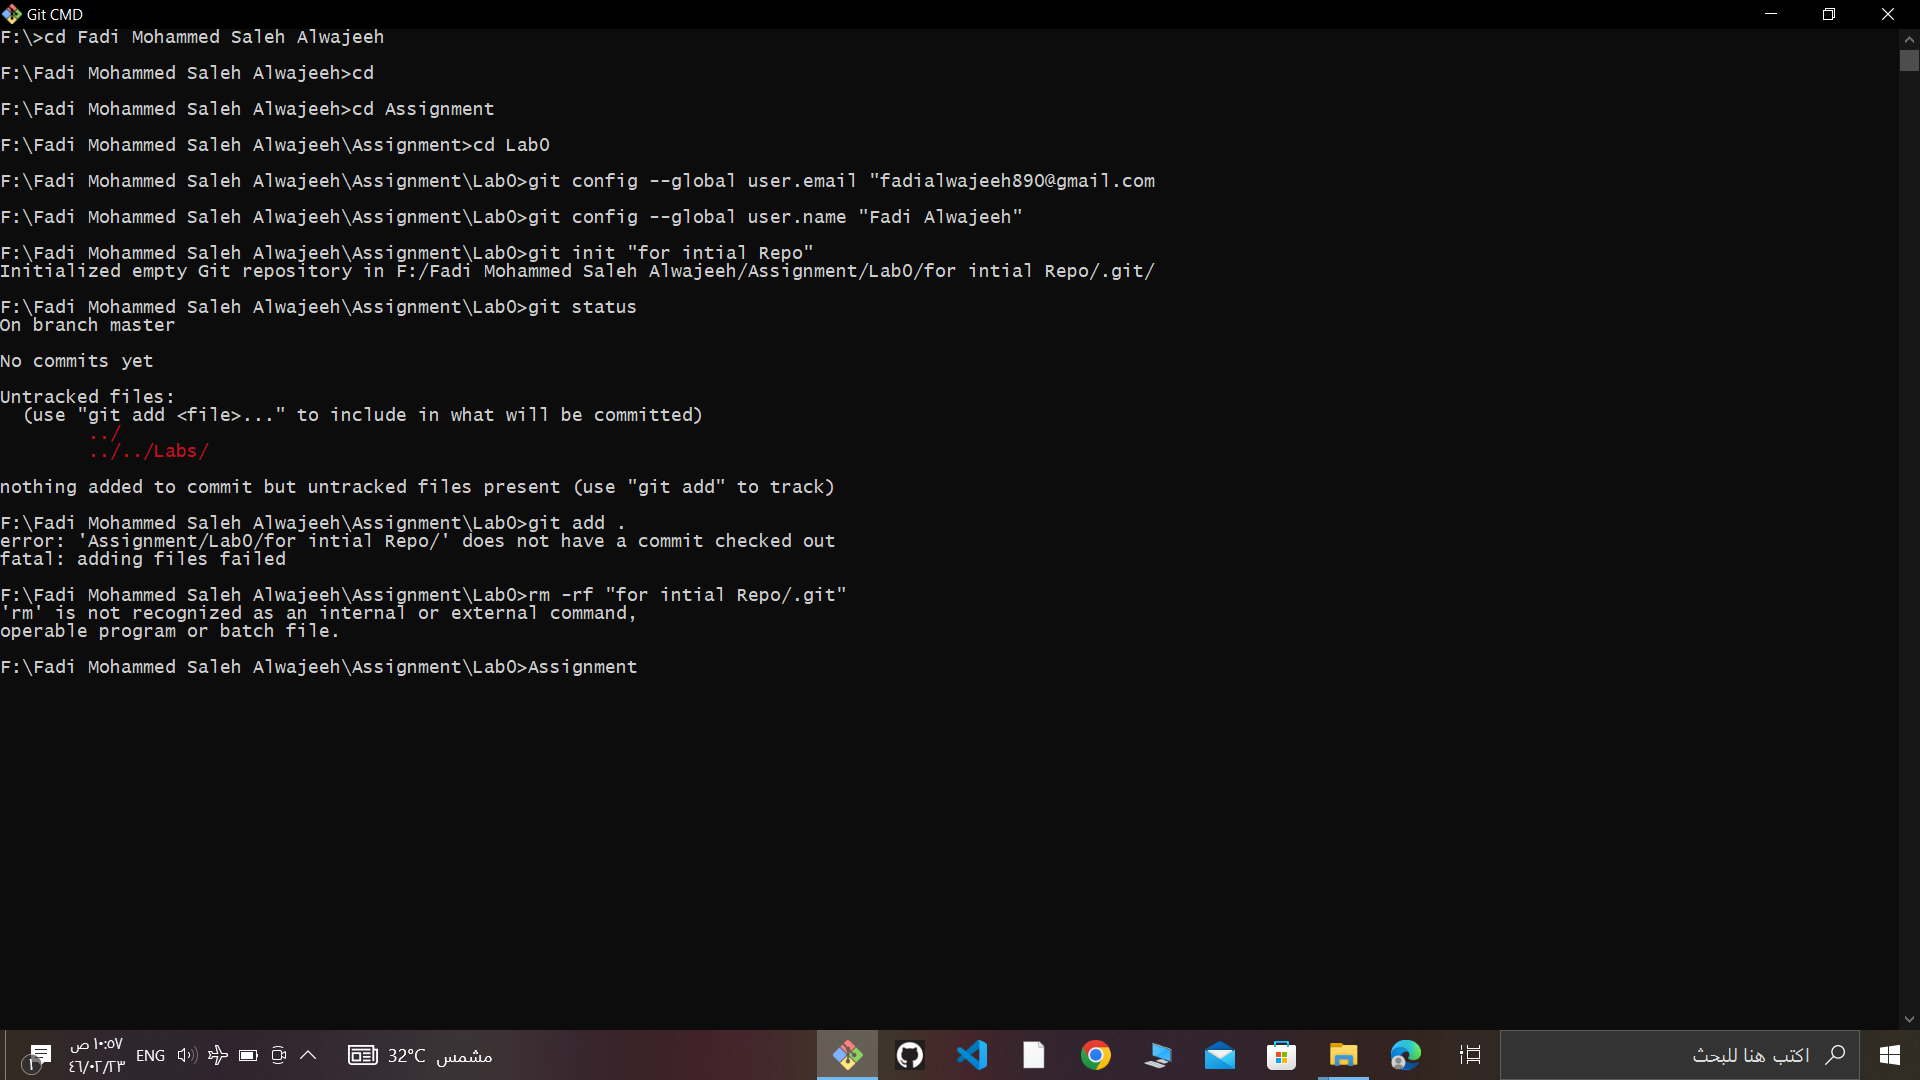 Git CMD
F:\>cd Fadi Mohammed Saleh Alwajeeh
F:\Fadi Mohammed Saleh Alwajeeh>cd
F:\Fadi Mohammed Saleh Alwajeeh>cd Assignment
F:\Fadi Mohammed Saleh Alwajeeh\Assignment>cd Lab0
F:\Fadi Mohammed Saleh Alwajeeh\Assignment\Lab0>git config --global user.email "fadialwajeeh890@gmail.com
F:\Fadi Mohammed Saleh Alwajeeh\Assignment\Lab0>git config --global user.name "Fadi Alwajeeh"
F:\Fadi Mohammed Saleh Alwajeeh\Assignment\Lab0>git init "for intial Repo"
Initialized empty Git repository in F:/Fadi Mohammed Saleh Alwajeeh/Assignment/Lab0/for intial Repo/.git/
F:\Fadi Mohammed Saleh Alwajeeh\Assignment\Lab0>git status
On branch master
No commits yet
Untracked files:
  (use "git add <file>..." to include in what will be committed)
        ../
        ../../Labs/
nothing added to commit but untracked files present (use "git add" to track)
F:\Fadi Mohammed Saleh Alwajeeh\Assignment\Lab0>git add .
error: 'Assignment/Lab0/for intial Repo/' does not have a commit checked out
fatal: adding files failed
F:\Fadi Mohammed Saleh Alwajeeh\Assignment\Lab0>rm -rf "for intial Repo/.git"
'rm' is not recognized as an internal or external command,
operable program or batch file.
F:\Fadi Mohammed Saleh Alwajeeh\Assignment\Lab0>Assignment
١
١٠:٥٧ ص
٤٦/٠٢/٢٣
ENG
32°C مشمس
اكتب هنا للبحث